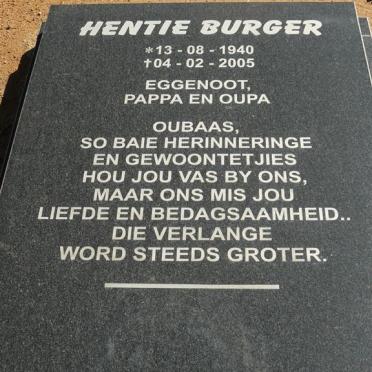 HENTIE BURGER
*13 - 08 - 1940
†04 - 02 - 2005
EGGENOOT,
PAPPA EN OUPA
OUBAAS,
SO BAIE HERINNERINGE
EN GEWOONTETJIES
HOU JOU VAS BY ONS,
MAAR ONS MIS JOU
LIEFDE EN BEDAGSAAMHEID..
DIE VERLANGE
WORD STEEDS GROTER.